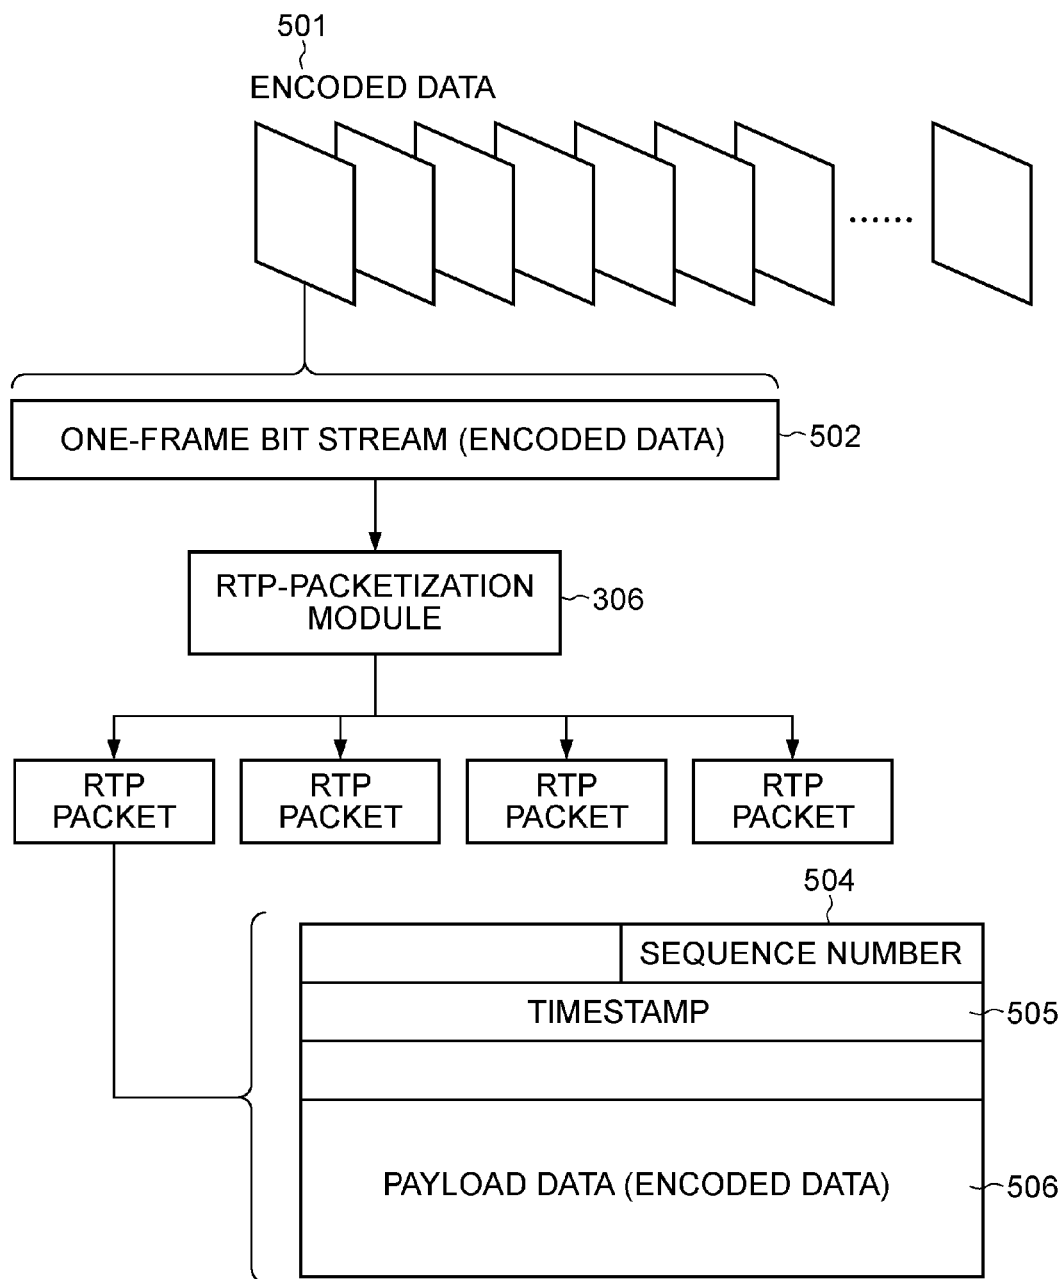 501
ENCODED DATA
......
ONE-FRAME BIT STREAM (ENCODED DATA)
502
RTP-PACKETIZATION
MODULE
306
RTP
PACKET
RTP
PACKET
RTP
PACKET
RTP
PACKET
504
SEQUENCE NUMBER
TIMESTAMP
505
PAYLOAD DATA (ENCODED DATA)
506